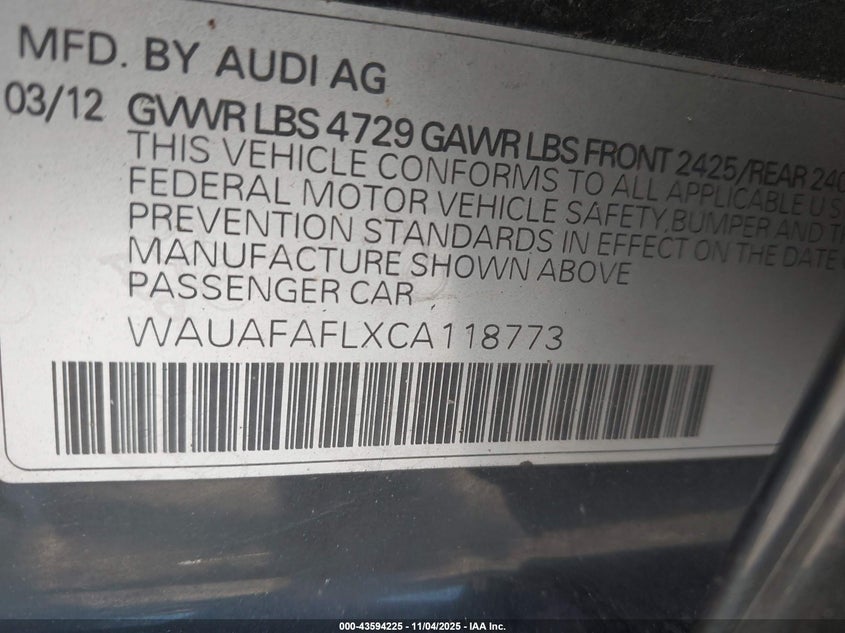 MFD. BY AUDI AG
03/12 GVWR LBS 4729 GAWR LBS FRONT 2425/REAR 240
THIS VEHICLE CONFORMS TO ALL APPLICABLE U S
FEDERAL MOTOR VEHICLE SAFETY, BUMPER AND T
PREVENTION STANDARDS IN EFFECT ON THE DATE
MANUFACTURE SHOWN ABOVE
PASSENGER CAR
WAUAFAFLXCA118773
000-43594225 - 11/04/2025 - IAA Inc.